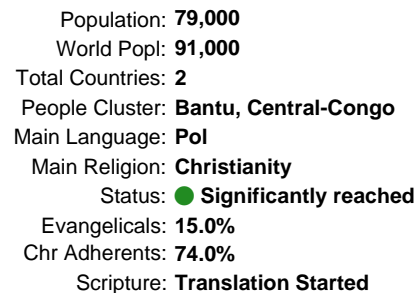 Population: 79,000
World Popl: 91,000
Total Countries: 2
People Cluster: Bantu, Central-Congo
Main Language: Pol
Main Religion: Christianity
Status: Significantly reached
Evangelicals: 15.0%
Chr Adherents: 74.0%
Scripture: Translation Started